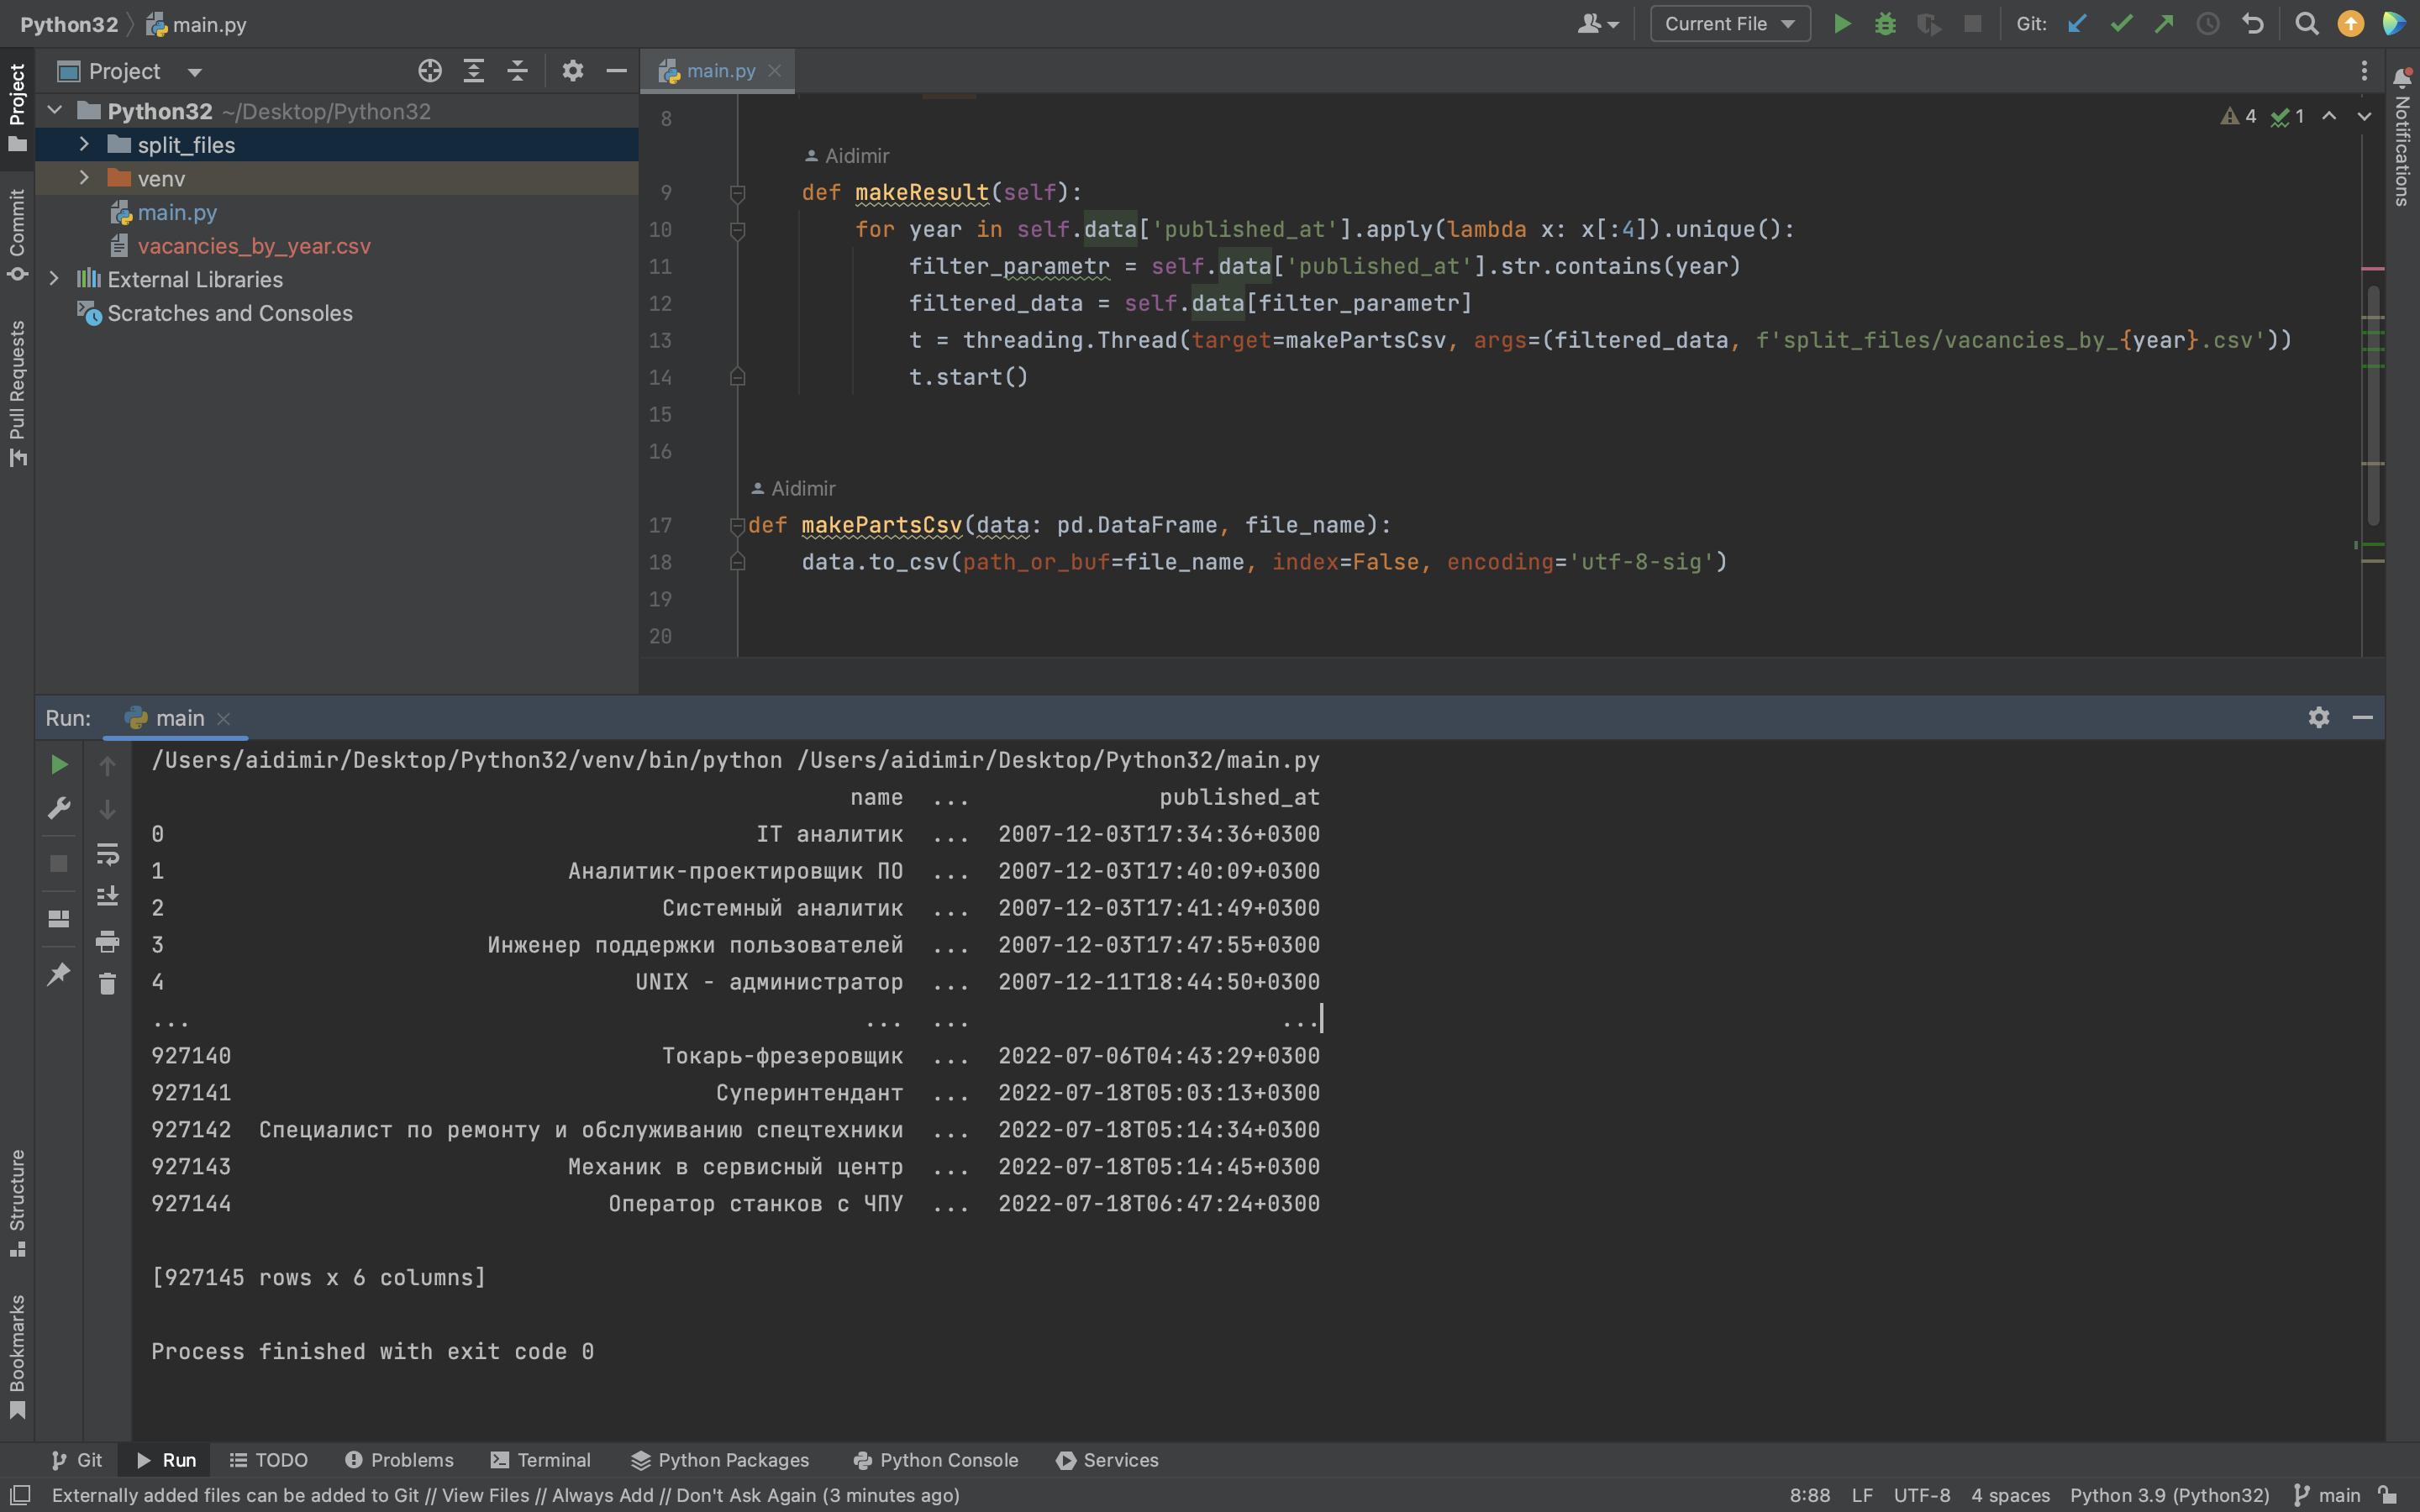 Python32 main.py
Current File
Git:
Project
main.py
Python32 ~/Desktop/Python32
split_files
venv
main.py
vacancies_by_year.csv
External Libraries
Scratches and Consoles
Project
Commit
Pull Requests
Structure
Bookmarks
Notifications
4 1
8
Aidimir
9 def makeResult(self):
10 for year in self.data['published_at'].apply(lambda x: x[:4]).unique():
11 filter_parametr = self.data['published_at'].str.contains(year)
12 filtered_data = self.data[filter_parametr]
13 t = threading.Thread(target=makePartsCsv, args=(filtered_data, f'split_files/vacancies_by_{year}.csv'))
14 t.start()
15
16
Aidimir
17 def makePartsCsv(data: pd.DataFrame, file_name):
18 data.to_csv(path_or_buf=file_name, index=False, encoding='utf-8-sig')
19
20
Run: main
/Users/aidimir/Desktop/Python32/venv/bin/python /Users/aidimir/Desktop/Python32/main.py
name ... published_at
0 IT аналитик ... 2007-12-03T17:34:36+0300
1 Аналитик-проектировщик ПО ... 2007-12-03T17:40:09+0300
2 Системный аналитик ... 2007-12-03T17:41:49+0300
3 Инженер поддержки пользователей ... 2007-12-03T17:47:55+0300
4 UNIX - администратор ... 2007-12-11T18:44:50+0300
... ... ... ...
927140 Токарь-фрезеровщик ... 2022-07-06T04:43:29+0300
927141 Суперинтендант ... 2022-07-18T05:03:13+0300
927142 Специалист по ремонту и обслуживанию спецтехники ... 2022-07-18T05:14:34+0300
927143 Механик в сервисный центр ... 2022-07-18T05:14:45+0300
927144 Оператор станков с ЧПУ ... 2022-07-18T06:47:24+0300
[927145 rows x 6 columns]
Process finished with exit code 0
Git Run TODO Problems Terminal Python Packages Python Console Services
Externally added files can be added to Git // View Files // Always Add // Don't Ask Again (3 minutes ago)
8:88 LF UTF-8 4 spaces Python 3.9 (Python32) main